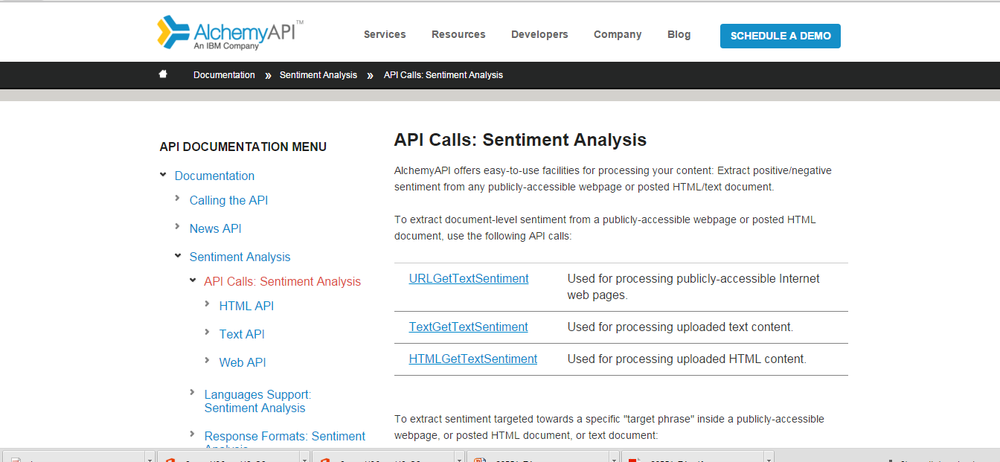 AlchemyAPI™
An IBM Company
Services Resources Developers Company Blog SCHEDULE A DEMO
Documentation » Sentiment Analysis » API Calls: Sentiment Analysis
API DOCUMENTATION MENU
Documentation
Calling the API
News API
Sentiment Analysis
API Calls: Sentiment Analysis
HTML API
Text API
Web API
Languages Support:
Sentiment Analysis
Response Formats: Sentiment
Analysis
API Calls: Sentiment Analysis
AlchemyAPI offers easy-to-use facilities for processing your content: Extract positive/negative
sentiment from any publicly-accessible webpage or posted HTML/text document.
To extract document-level sentiment from a publicly-accessible webpage or posted HTML
document, use the following API calls:
URLGetTextSentiment Used for processing publicly-accessible Internet
web pages.
TextGetTextSentiment Used for processing uploaded text content.
HTMLGetTextSentiment Used for processing uploaded HTML content.
To extract sentiment targeted towards a specific "target phrase" inside a publicly-accessible
webpage, or posted HTML document, or text document: